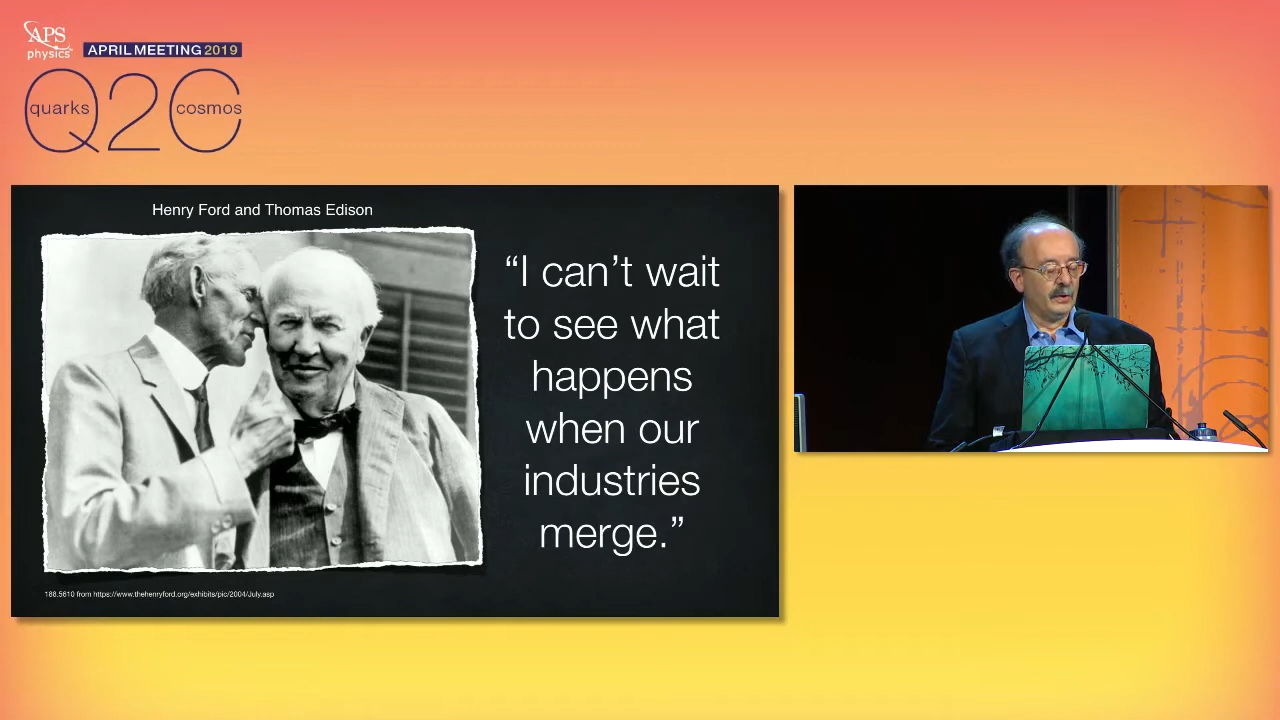 APS
physics
APRIL MEETING 2019
Q2C
quarks
cosmos
Henry Ford and Thomas Edison
“I can’t wait
to see what
happens
when our
industries
merge.”
188.5610 from https://www.thehenryford.org/exhibits/pic/2004/July.asp